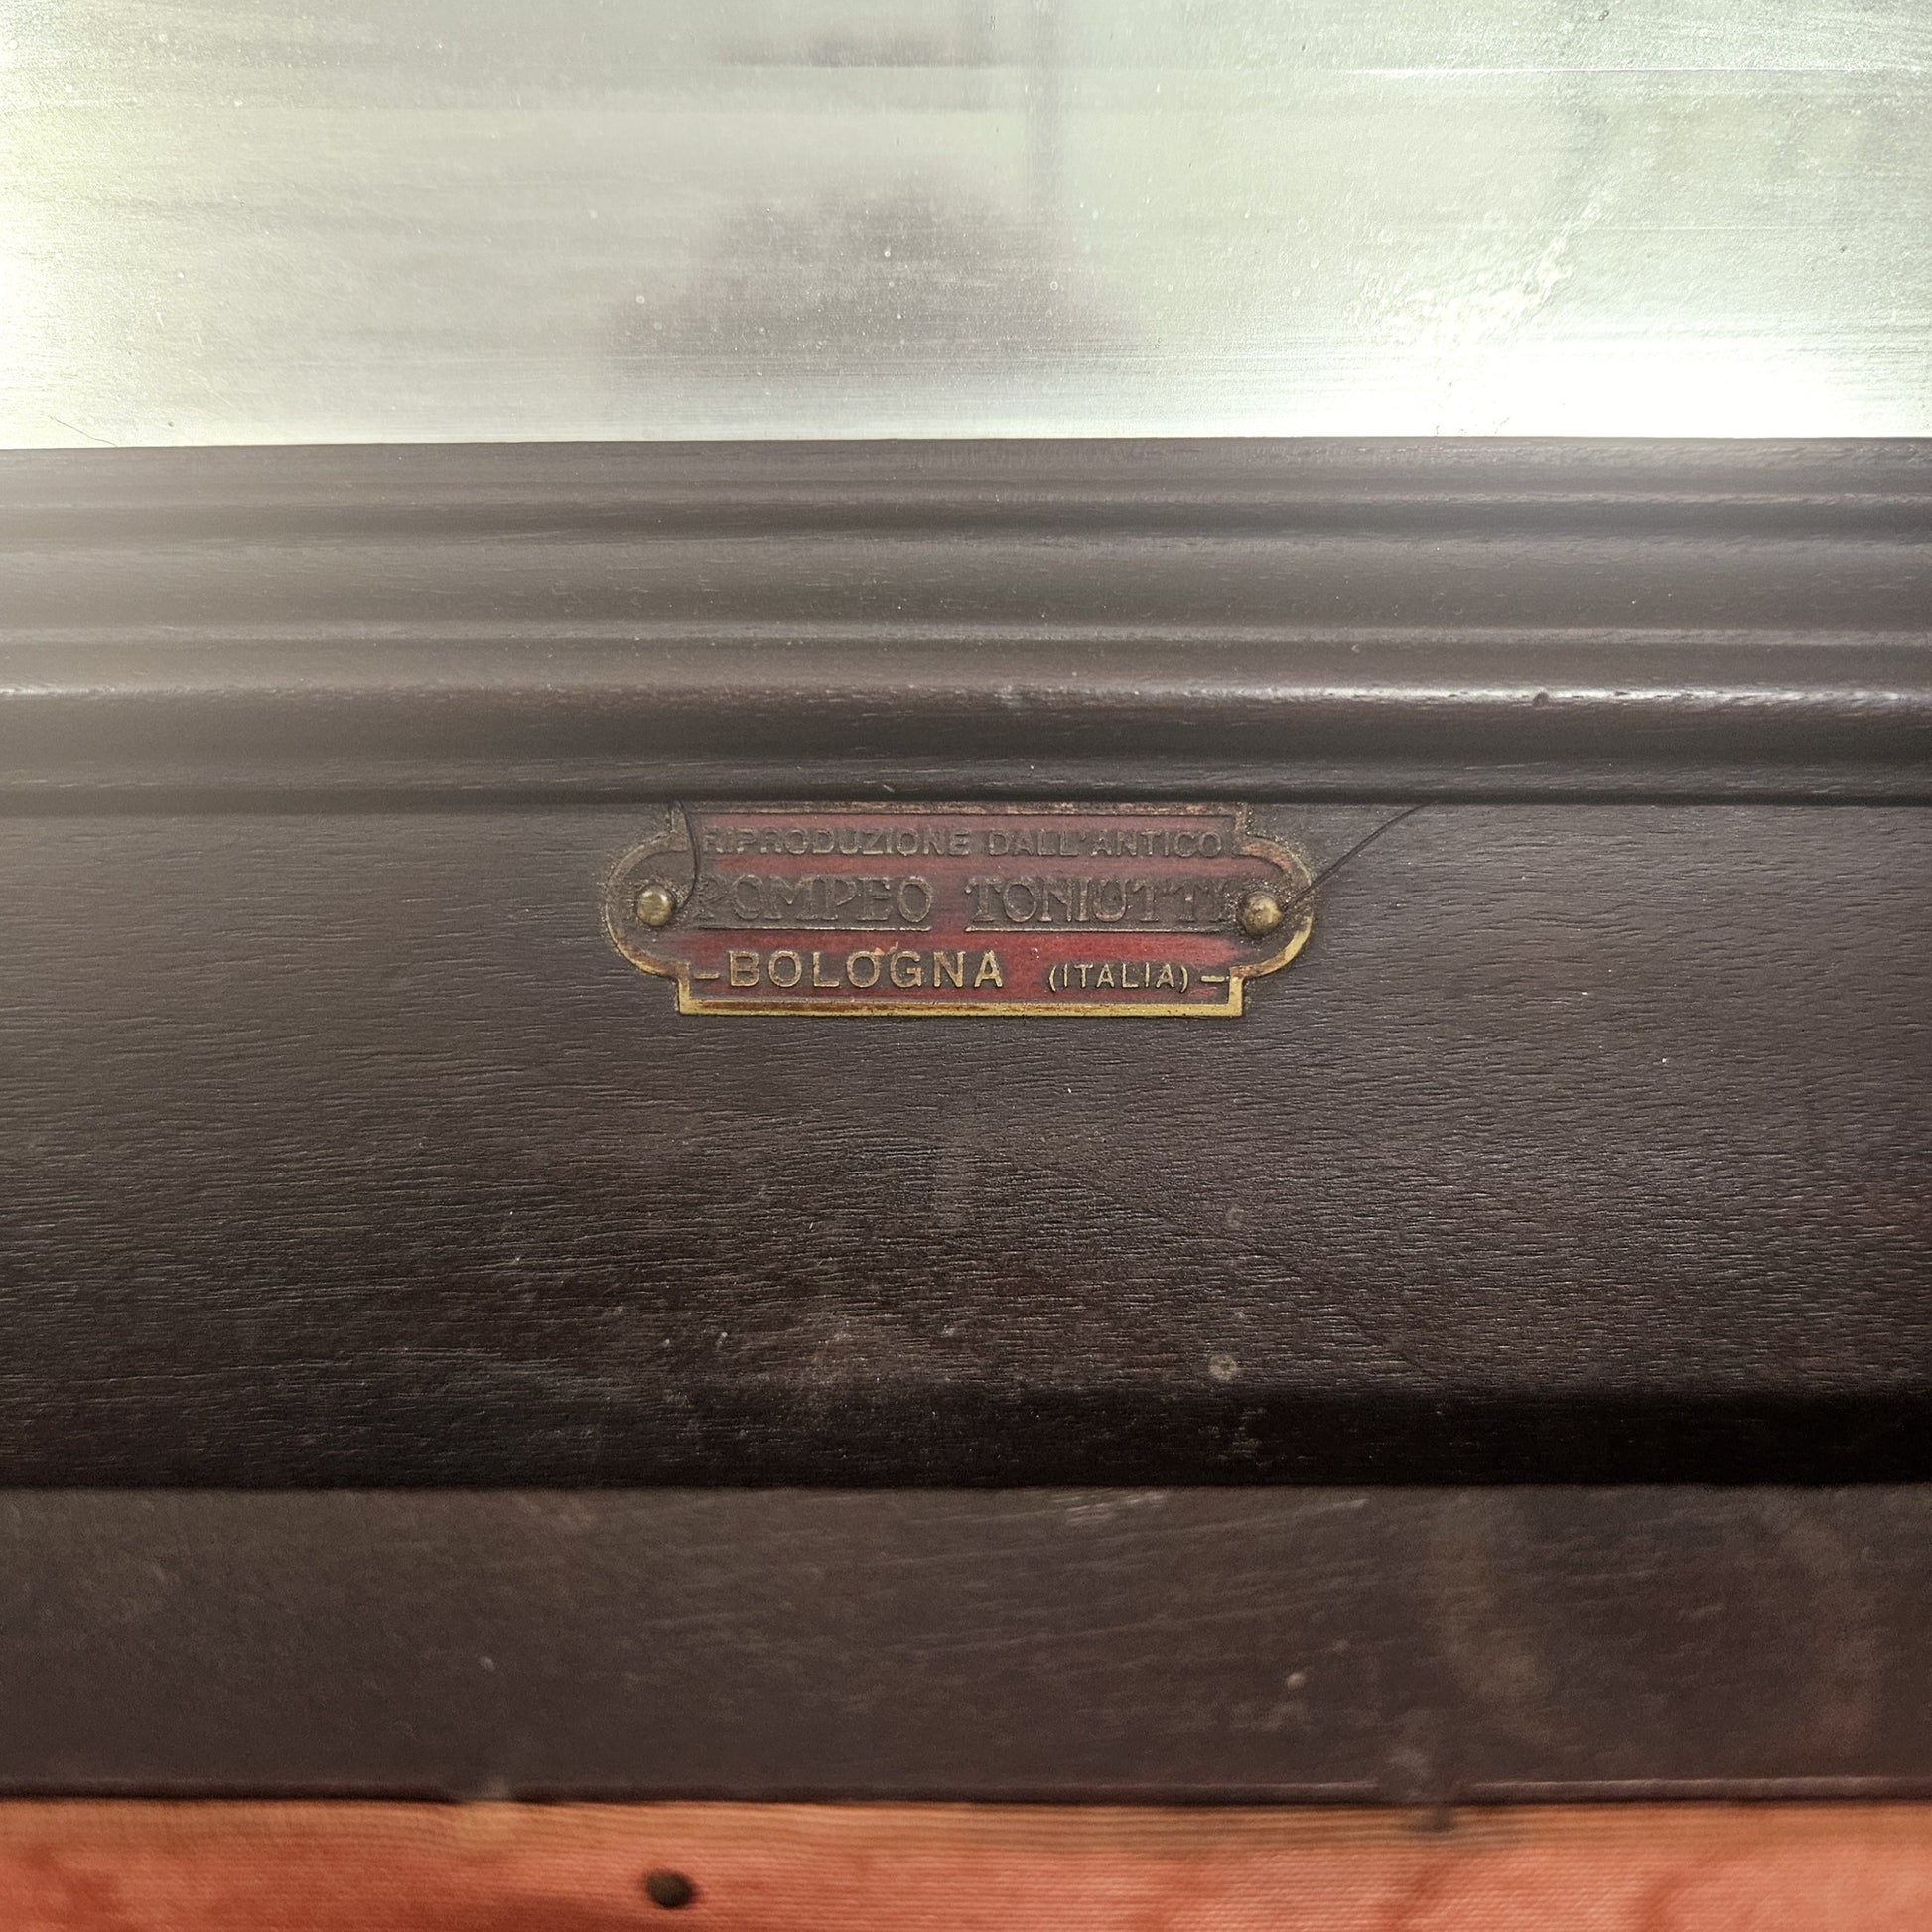 RIPRODUZIONE DALL'ANTICO
POMPEO TONIUTTI
–BOLOGNA (ITALIA)–